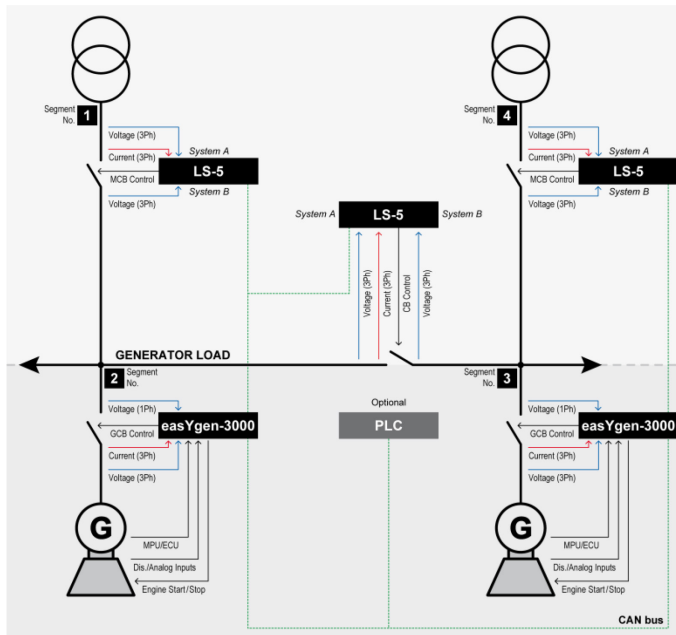 Segment
No.
1
Voltage (3Ph)
System A
Current (3Ph)
LS-5
MCB Control
System B
Voltage (3Ph)
Segment
No.
4
Voltage (3Ph)
System A
Current (3Ph)
LS-5
MCB Control
System B
Voltage (3Ph)
System A
LS-5
System B
Voltage (3Ph)
Current (3Ph)
CB Control
Voltage (3Ph)
GENERATOR LOAD
2
Segment
No.
3
Segment
No.
Voltage (1Ph)
easYgen-3000
GCB Control
Current (3Ph)
Voltage (3Ph)
G
MPU/ECU
Dis./Analog Inputs
Engine Start/Stop
Optional
PLC
Voltage (1Ph)
easYgen-3000
GCB Control
Current (3Ph)
Voltage (3Ph)
G
MPU/ECU
Dis./Analog Inputs
Engine Start/Stop
CAN bus